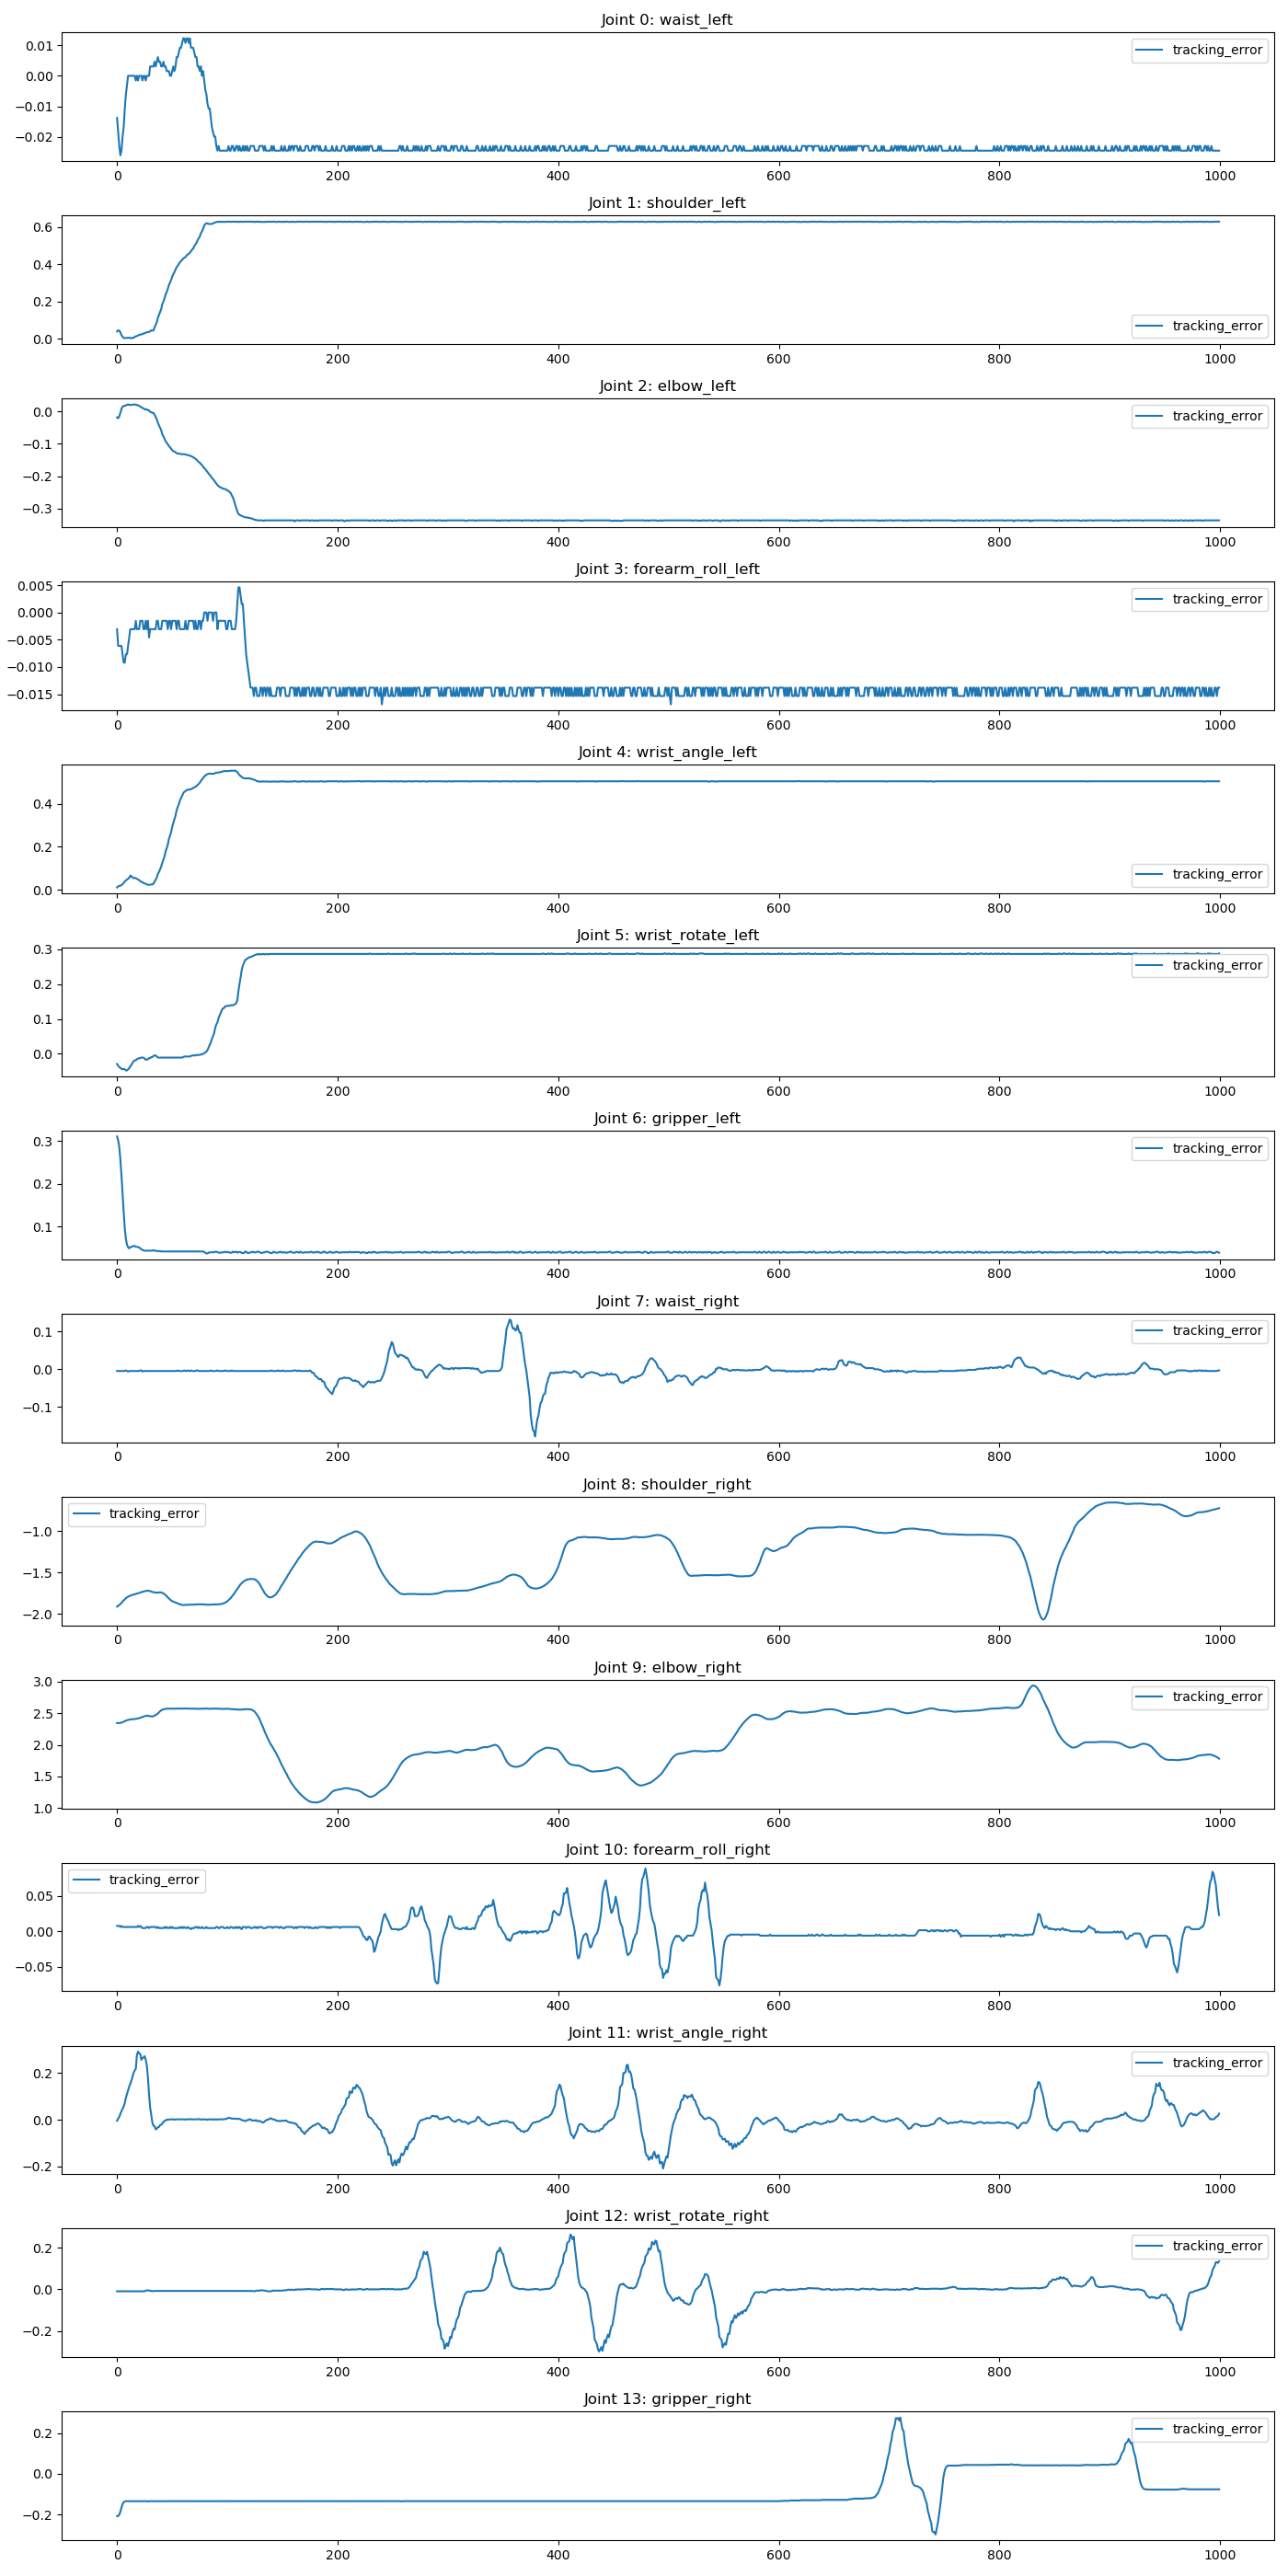 Joint 0: waist_left
tracking_error
0.01
0.00
−0.01
−0.02
0 200 400 600 800 1000
Joint 1: shoulder_left
0.6
0.4
0.2
0.0
tracking_error
0 200 400 600 800 1000
Joint 2: elbow_left
tracking_error
0.0
−0.1
−0.2
−0.3
0 200 400 600 800 1000
Joint 3: forearm_roll_left
tracking_error
0.005
0.000
−0.005
−0.010
−0.015
0 200 400 600 800 1000
Joint 4: wrist_angle_left
0.4
0.2
0.0
tracking_error
0 200 400 600 800 1000
Joint 5: wrist_rotate_left
tracking_error
0.3
0.2
0.1
0.0
0 200 400 600 800 1000
Joint 6: gripper_left
tracking_error
0.3
0.2
0.1
0 200 400 600 800 1000
Joint 7: waist_right
tracking_error
0.1
0.0
−0.1
0 200 400 600 800 1000
Joint 8: shoulder_right
tracking_error
−1.0
−1.5
−2.0
0 200 400 600 800 1000
Joint 9: elbow_right
tracking_error
3.0
2.5
2.0
1.5
1.0
0 200 400 600 800 1000
Joint 10: forearm_roll_right
tracking_error
0.05
0.00
−0.05
0 200 400 600 800 1000
Joint 11: wrist_angle_right
tracking_error
0.2
0.0
−0.2
0 200 400 600 800 1000
Joint 12: wrist_rotate_right
tracking_error
0.2
0.0
−0.2
0 200 400 600 800 1000
Joint 13: gripper_right
tracking_error
0.2
0.0
−0.2
0 200 400 600 800 1000